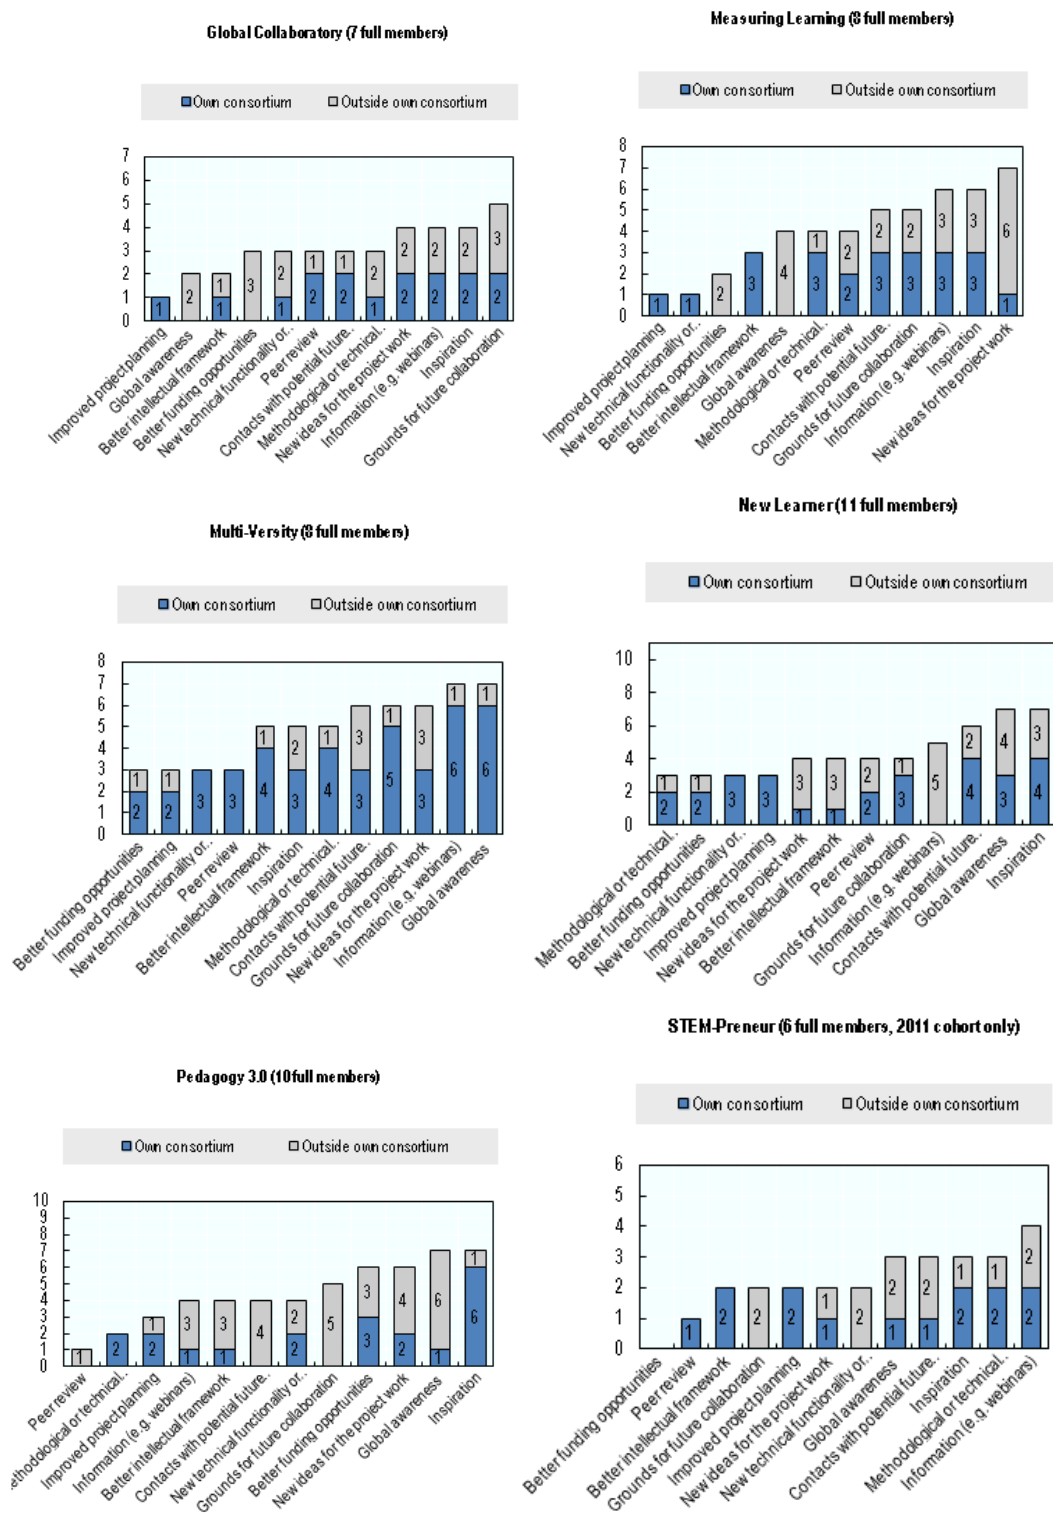 Global Collaboratory (7 full members)
Own consortium Outside own consortium
7
6
5
4
3
2
1
0
1
2
1 1
3
1 2
2 1
2 1
1 2
2 2
2 2
2 2
2 3
Improved project planning
Global awareness
Better intellectual framework
Better funding opportunities
New technical functionality or..
Peer review
Contacts with potential future..
Methodological or technical..
New ideas for the project work
Information (e.g. webinars)
Inspiration
Grounds for future collaboration
Measuring Learning (8 full members)
Own consortium Outside own consortium
8
7
6
5
4
3
2
1
0
1
1
2
3
4
3 1
2 2
3 2
3 2
3 3
3 3
1 6
Improved project planning
New technical functionality or..
Better funding opportunities
Better intellectual framework
Global awareness
Methodological or technical..
Peer review
Contacts with potential future..
Grounds for future collaboration
Information (e.g. webinars)
Inspiration
New ideas for the project work
Multi-Versity (8 full members)
Own consortium Outside own consortium
8
7
6
5
4
3
2
1
0
2 1
2 1
3
3
4 1
3 2
4 1
3 3
5 1
3 3
6 1
6 1
Better funding opportunities
Improved project planning
New technical functionality or..
Peer review
Better intellectual framework
Inspiration
Methodological or technical..
Contacts with potential future..
Grounds for future collaboration
New ideas for the project work
Information (e.g. webinars)
Global awareness
New Learner (11 full members)
Own consortium Outside own consortium
10
8
6
4
2
0
2 1
2 1
3
3
1 3
1 3
2 2
3 1
5
4 2
3 4
4 3
Methodological or technical..
Better funding opportunities
New technical functionality or..
Improved project planning
New ideas for the project work
Better intellectual framework
Peer review
Grounds for future collaboration
Information (e.g. webinars)
Contacts with potential future..
Global awareness
Inspiration
Pedagogy 3.0 (10 full members)
Own consortium Outside own consortium
10
9
8
7
6
5
4
3
2
1
0
1
2
2 1
1 3
1 3
4
2 2
5
3 3
2 4
1 6
6 1
Peer review
ethodological or technical..
Improved project planning
Information (e.g. webinars)
Better intellectual framework
Contacts with potential future..
New technical functionality or..
Grounds for future collaboration
Better funding opportunities
New ideas for the project work
Global awareness
Inspiration
STEM-Preneur (6 full members, 2011 cohort only)
Own consortium Outside own consortium
6
5
4
3
2
1
0
1
2
2
2
1 1
2
1 2
1 2
2 1
2 1
2 2
Better funding opportunities
Peer review
Better intellectual framework
Grounds for future collaboration
Improved project planning
New ideas for the project work
New technical functionality or..
Global awareness
Contacts with potential future..
Inspiration
Methodological or technical..
Information (e.g. webinars)